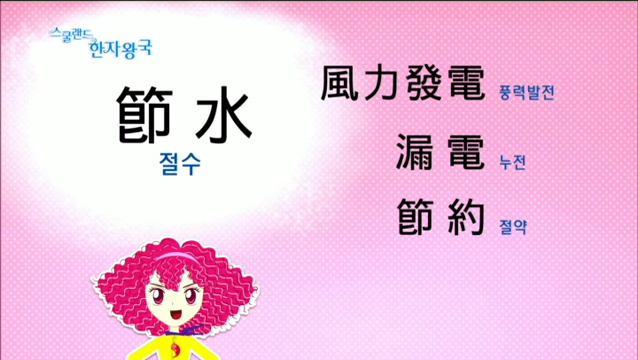 스쿨랜드
한자왕국
節水
절수
風力發電 풍력발전
漏電 누전
節約 절약